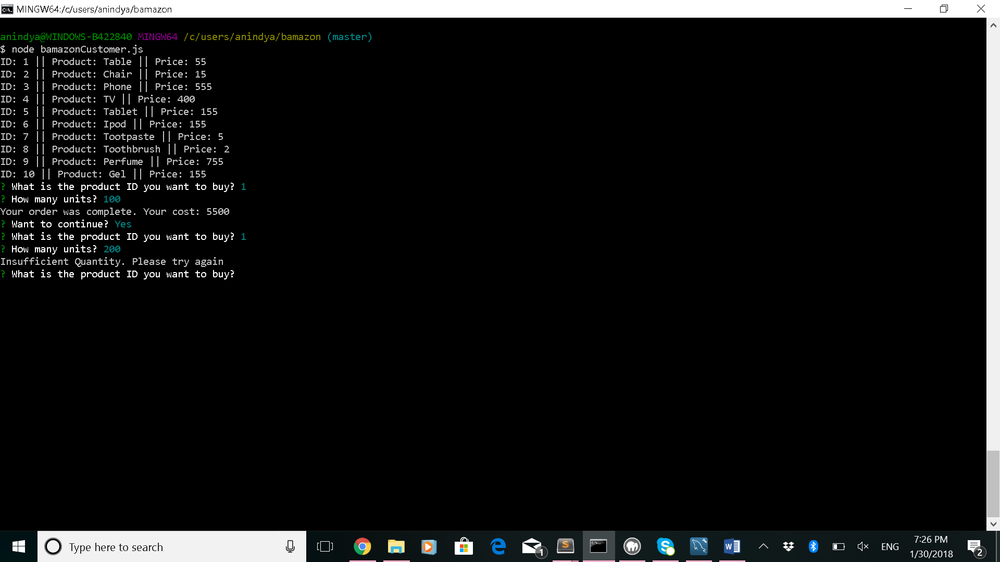 MINGW64:/c/users/anindya/bamazon
anindya@WINDOWS-B422840 MINGW64 /c/users/anindya/bamazon (master)
$ node bamazonCustomer.js
ID: 1 || Product: Table || Price: 55
ID: 2 || Product: Chair || Price: 15
ID: 3 || Product: Phone || Price: 555
ID: 4 || Product: TV || Price: 400
ID: 5 || Product: Tablet || Price: 155
ID: 6 || Product: Ipod || Price: 155
ID: 7 || Product: Tootpaste || Price: 5
ID: 8 || Product: Toothbrush || Price: 2
ID: 9 || Product: Perfume || Price: 755
ID: 10 || Product: Gel || Price: 155
? What is the product ID you want to buy? 1
? How many units? 100
Your order was complete. Your cost: 5500
? Want to continue? Yes
? What is the product ID you want to buy? 1
? How many units? 200
Insufficient Quantity. Please try again
? What is the product ID you want to buy?
Type here to search
1
ENG
7:26 PM
1/30/2018
2